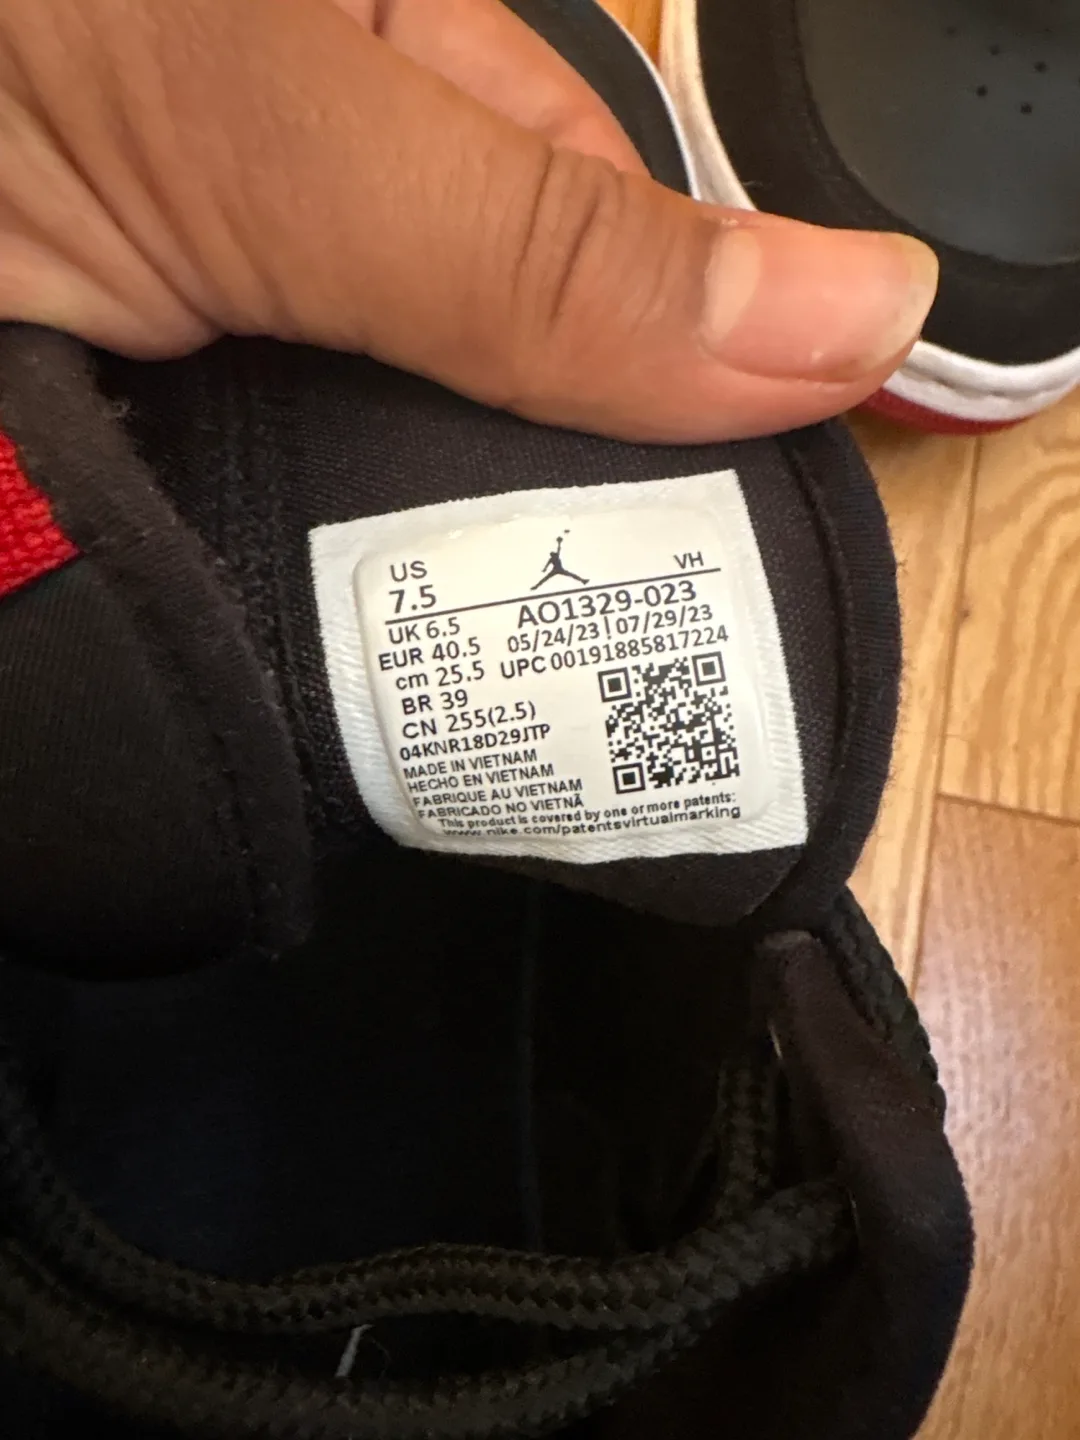 US
7.5
VH
UK 6.5
AO1329-023
EUR 40.5
05/24/23 | 07/29/23
cm 25.5
UPC 00191885817224
BR 39
CN 255(2.5)
04KNR18D29JTP
MADE IN VIETNAM
HECHO EN VIETNAM
FABRIQUE AU VIETNAM
FABRICADO NO VIETNÃ
This product is covered by one or more patents:
www.nike.com/patentsvirtualmarking